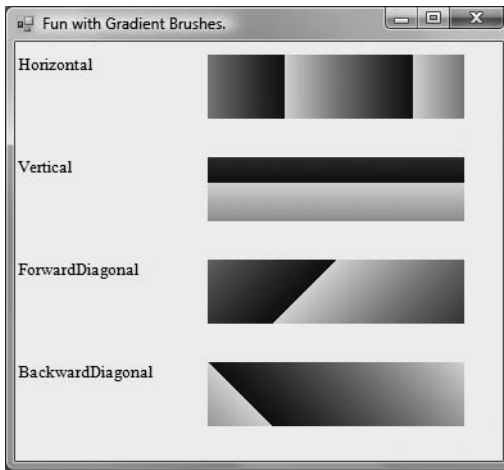 Fun with Gradient Brushes.
Horizontal
Vertical
ForwardDiagonal
BackwardDiagonal